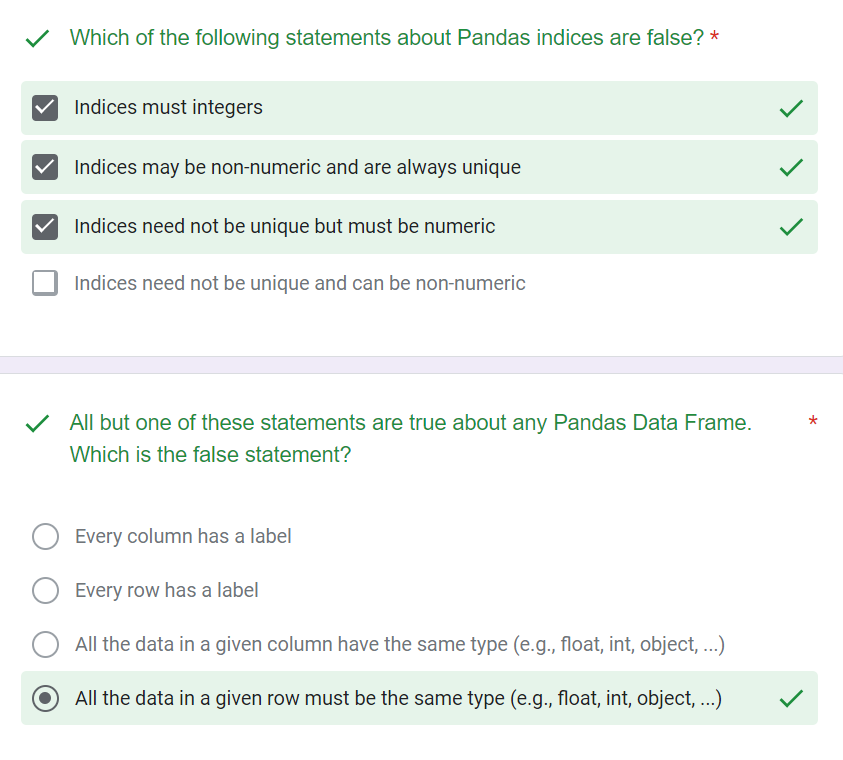 Which of the following statements about Pandas indices are false? *
Indices must integers
Indices may be non-numeric and are always unique
Indices need not be unique but must be numeric
Indices need not be unique and can be non-numeric
All but one of these statements are true about any Pandas Data Frame. *
Which is the false statement?
Every column has a label
Every row has a label
All the data in a given column have the same type (e.g., float, int, object, ...)
All the data in a given row must be the same type (e.g., float, int, object, ...)